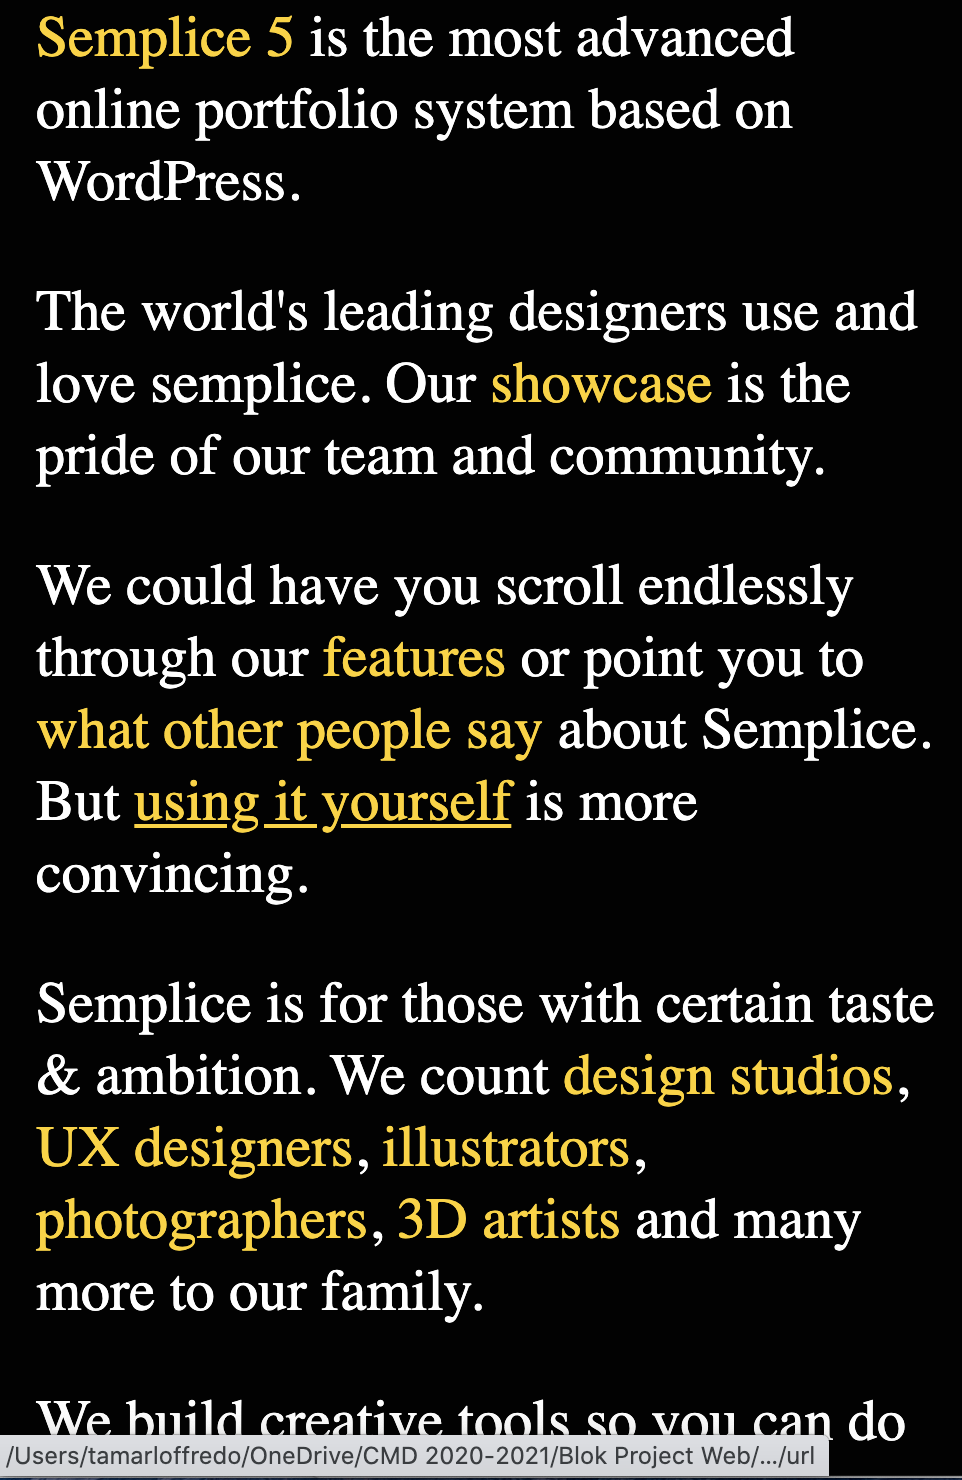 Semplice 5 is the most advanced
online portfolio system based on
WordPress.
The world's leading designers use and
love semplice. Our showcase is the
pride of our team and community.
We could have you scroll endlessly
through our features or point you to
what other people say about Semplice.
But using it yourself is more
convincing.
Semplice is for those with certain taste
& ambition. We count design studios,
UX designers, illustrators,
photographers, 3D artists and many
more to our family.
We build creative tools so you can do
/Users/tamarloffredo/OneDrive/CMD 2020-2021/Blok Project Web/.../url